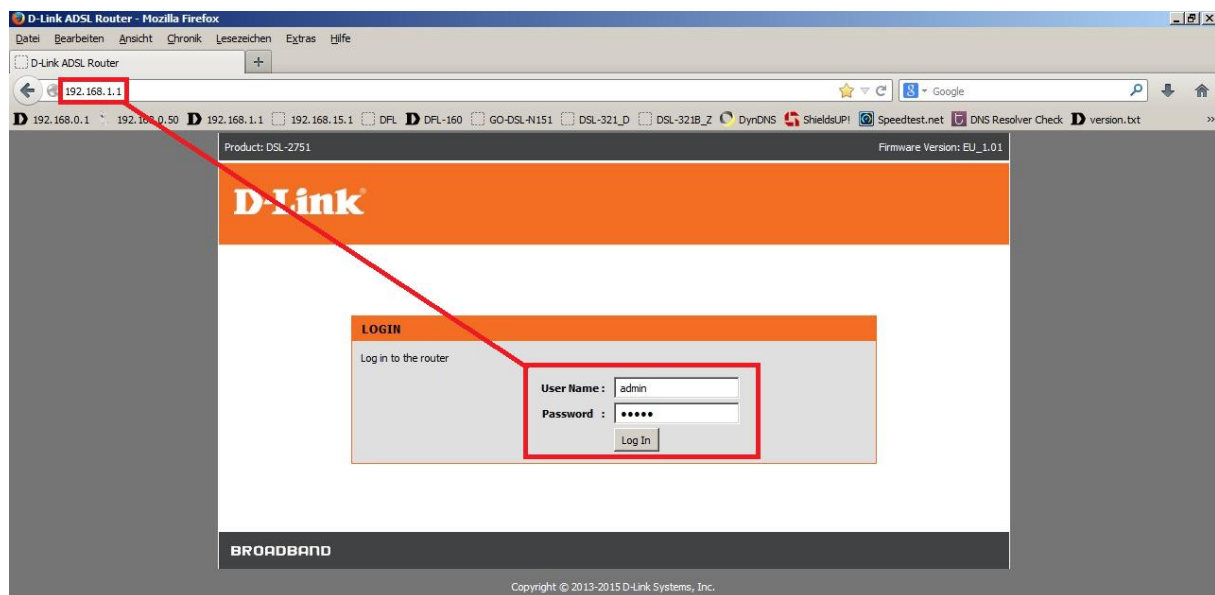 D-Link ADSL Router - Mozilla Firefox
Datei Bearbeiten Ansicht Chronik Lesezeichen Extras Hilfe
D-Link ADSL Router
192.168.1.1
Google
192.168.0.1 192.168.0.50 192.168.1.1 192.168.15.1 DFL DFL-160 GO-DSL-N151 DSL-321_D DSL-321B_Z DynDNS ShieldsUP! Speedtest.net DNS Resolver Check version.txt
Product: DSL-2751 Firmware Version: EU_1.01
D-Link
LOGIN
Log in to the router
User Name : admin
Password : •••••
Log In
BROADBAND
Copyright © 2013-2015 D-Link Systems, Inc.